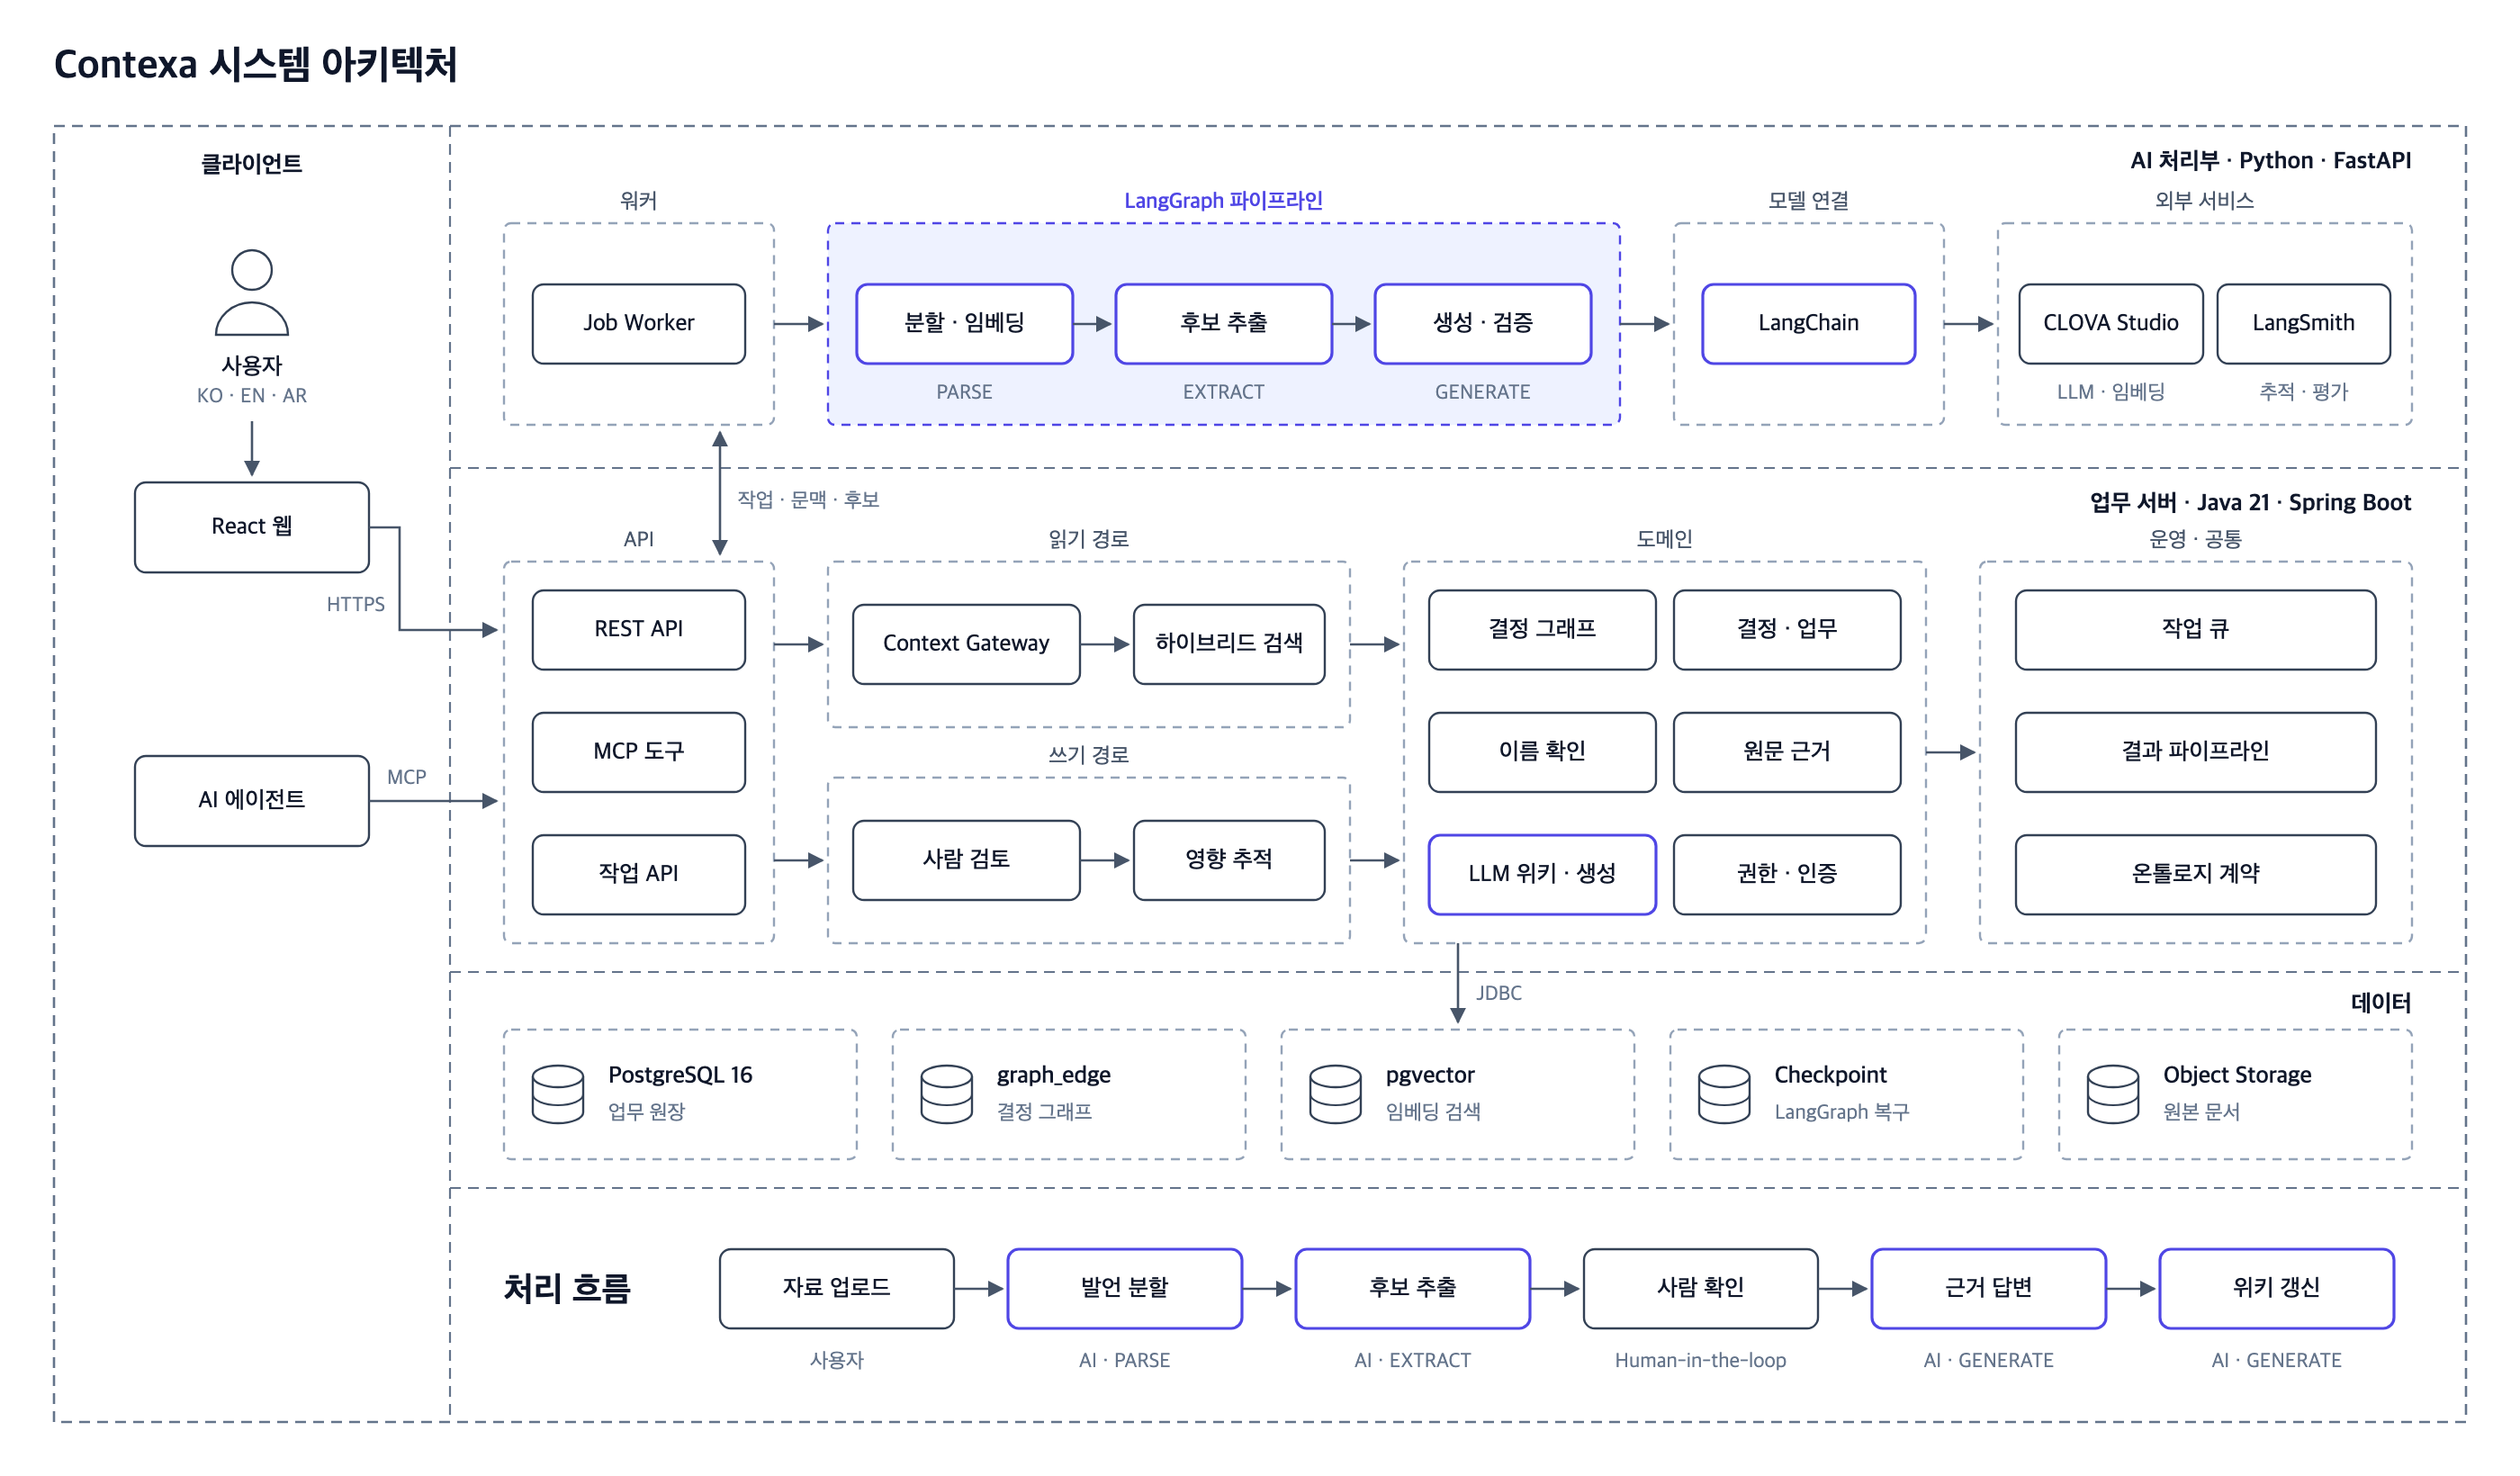 Contexa 시스템 아키텍처
클라이언트
사용자
KO · EN · AR
React 웹
HTTPS
AI 에이전트
MCP
AI 처리부 · Python · FastAPI
워커
LangGraph 파이프라인
모델 연결
외부 서비스
Job Worker
분할 · 임베딩
후보 추출
생성 · 검증
LangChain
CLOVA Studio
LangSmith
PARSE
EXTRACT
GENERATE
LLM · 임베딩
추적 · 평가
작업 · 문맥 · 후보
업무 서버 · Java 21 · Spring Boot
API
읽기 경로
도메인
운영 · 공통
REST API
MCP 도구
작업 API
Context Gateway
하이브리드 검색
쓰기 경로
사람 검토
영향 추적
결정 그래프
결정 · 업무
이름 확인
원문 근거
LLM 위키 · 생성
권한 · 인증
작업 큐
결과 파이프라인
온톨로지 계약
JDBC
데이터
PostgreSQL 16
업무 원장
graph_edge
결정 그래프
pgvector
임베딩 검색
Checkpoint
LangGraph 복구
Object Storage
원본 문서
처리 흐름
자료 업로드
발언 분할
후보 추출
사람 확인
근거 답변
위키 갱신
사용자
AI · PARSE
AI · EXTRACT
Human-in-the-loop
AI · GENERATE
AI · GENERATE